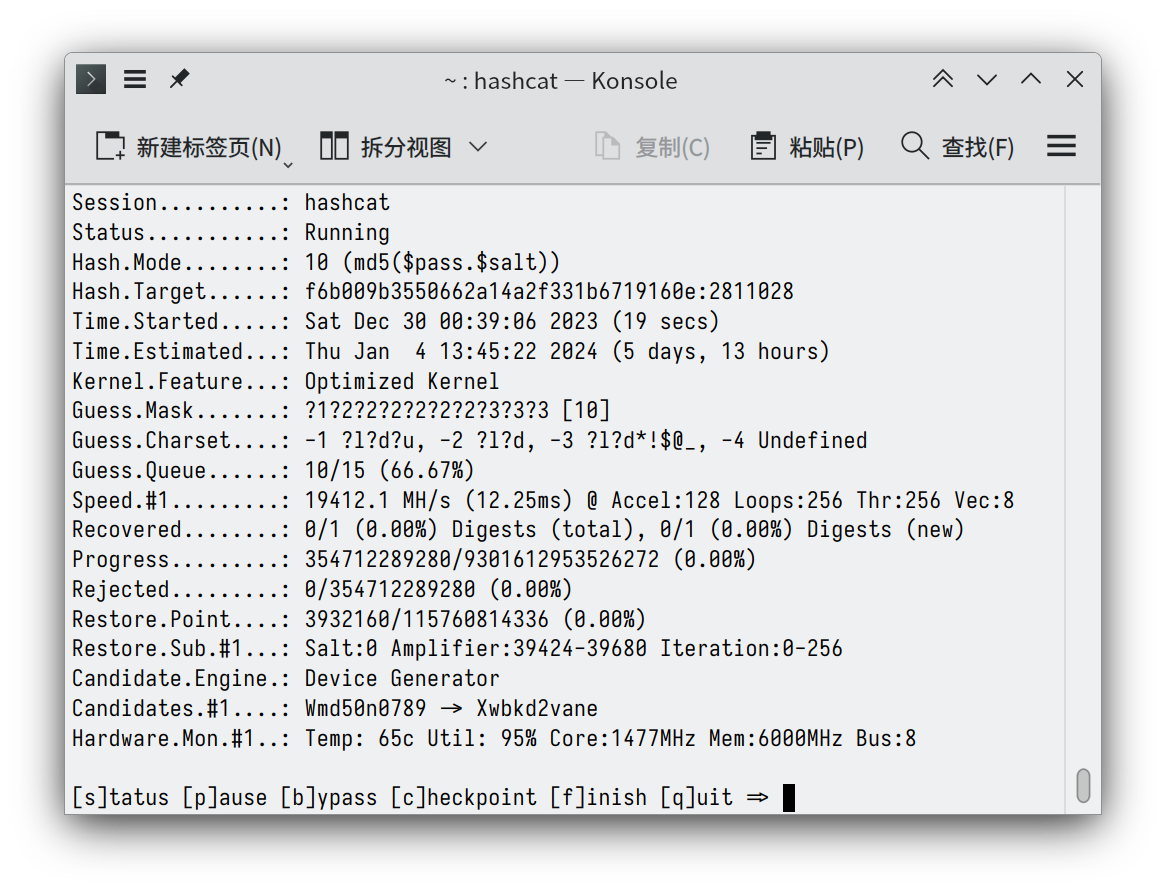 ~ : hashcat — Konsole
新建标签页(N) 拆分视图 复制(C) 粘贴(P) 查找(F)
Session..........: hashcat
Status...........: Running
Hash.Mode........: 10 (md5($pass.$salt))
Hash.Target......: f6b009b3550662a14a2f331b6719160e:2811028
Time.Started.....: Sat Dec 30 00:39:06 2023 (19 secs)
Time.Estimated...: Thu Jan  4 13:45:22 2024 (5 days, 13 hours)
Kernel.Feature...: Optimized Kernel
Guess.Mask.......: ?1?2?2?2?2?2?2?3?3?3 [10]
Guess.Charset....: -1 ?l?d?u, -2 ?l?d, -3 ?l?d*!$@_, -4 Undefined
Guess.Queue......: 10/15 (66.67%)
Speed.#1.........: 19412.1 MH/s (12.25ms) @ Accel:128 Loops:256 Thr:256 Vec:8
Recovered........: 0/1 (0.00%) Digests (total), 0/1 (0.00%) Digests (new)
Progress.........: 354712289280/9301612953526272 (0.00%)
Rejected.........: 0/354712289280 (0.00%)
Restore.Point....: 3932160/115760814336 (0.00%)
Restore.Sub.#1...: Salt:0 Amplifier:39424-39680 Iteration:0-256
Candidate.Engine.: Device Generator
Candidates.#1....: Wmd50n0789 -> Xwbkd2vane
Hardware.Mon.#1..: Temp: 65c Util: 95% Core:1477MHz Mem:6000MHz Bus:8
[s]tatus [p]ause [b]ypass [c]heckpoint [f]inish [q]uit =>